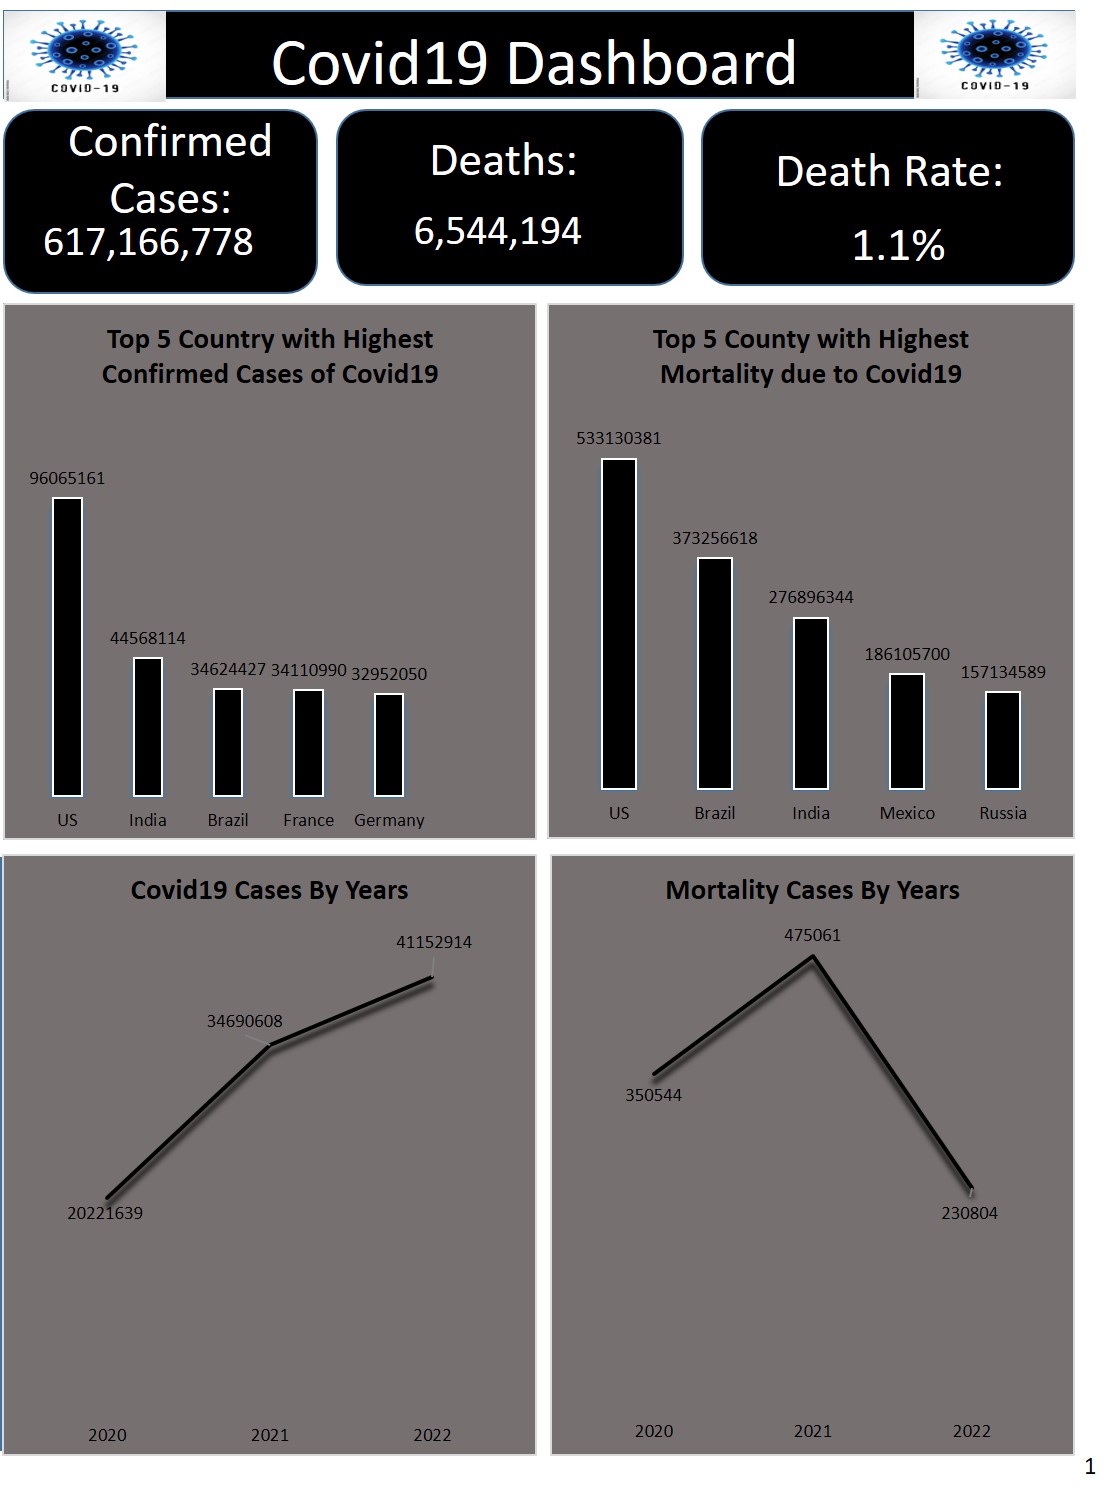 COVID-19
Covid19 Dashboard
COVID-19
Confirmed
Cases:
617,166,778
Deaths:
6,544,194
Death Rate:
1.1%
Top 5 Country with Highest
Confirmed Cases of Covid19
96065161
44568114
34624427 34110990 32952050
US India Brazil France Germany
Top 5 County with Highest
Mortality due to Covid19
533130381
373256618
276896344
186105700
157134589
US Brazil India Mexico Russia
Covid19 Cases By Years
41152914
34690608
20221639
2020 2021 2022
Mortality Cases By Years
475061
350544
230804
2020 2021 2022
1